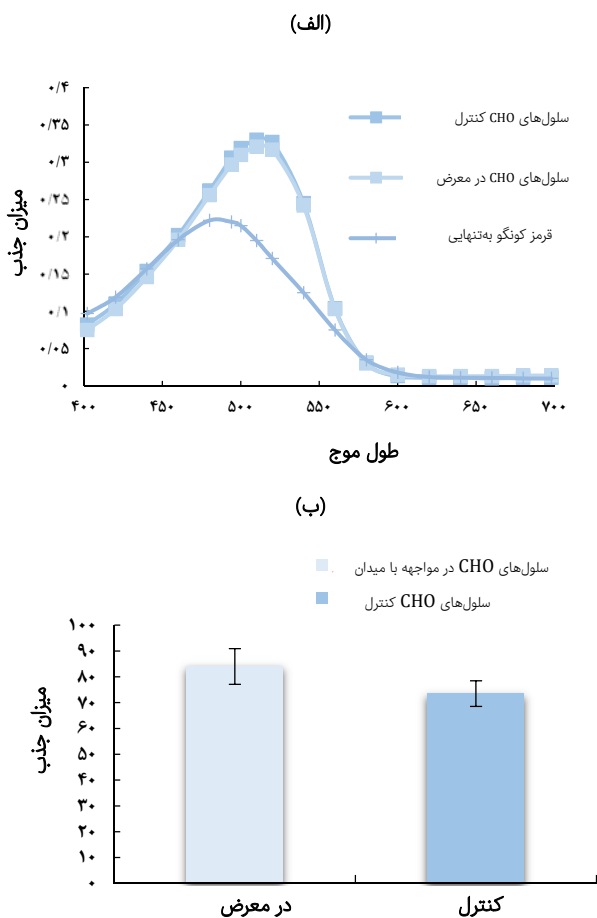 (الف)
۰/۴
۰/۳۵
۰/۳
۰/۲۵
۰/۲
۰/۱۵
۰/۱
۰/۰۵
۰
میزان جذب
سلول‌های CHO کنترل
سلول‌های CHO در معرض
قرمز کونگو به‌تنهایی
۴۰۰ ۴۵۰ ۵۰۰ ۵۵۰ ۶۰۰ ۶۵۰ ۷۰۰
طول موج
(ب)
سلول‌های CHO در مواجهه با میدان
سلول‌های CHO کنترل
۱۰۰
۹۰
۸۰
۷۰
۶۰
۵۰
۴۰
۳۰
۲۰
۱۰
۰
میزان جذب
در معرض کنترل